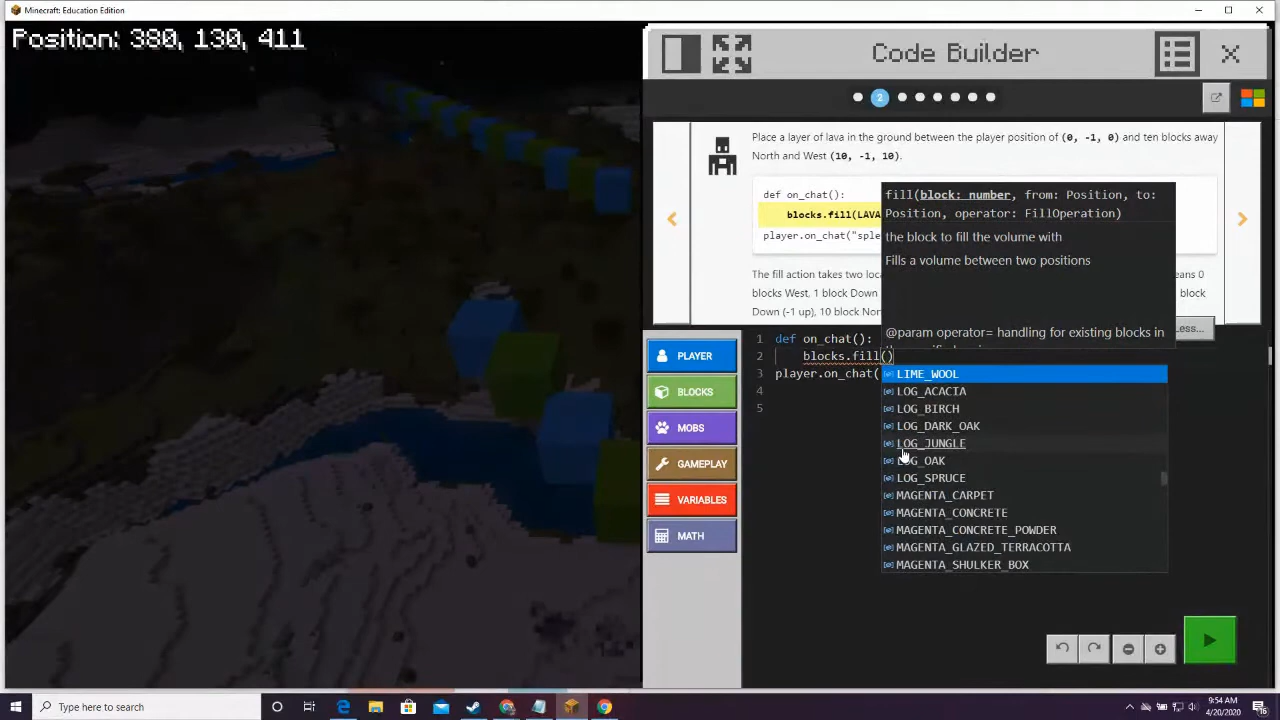 Minecraft: Education Edition
Position: 380, 130, 411
Code Builder
2
Place a layer of lava in the ground between the player position of (0, -1, 0) and ten blocks away
North and West (10, -1, 10).
def on_chat():
blocks.fill(LAVA
player.on_chat("sple
The fill action takes two loca
eans 0
blocks West, 1 block Down
block
Down (-1 up), 10 block Nor
Less...
fill(block: number, from: Position, to:
Position, operator: FillOperation)
the block to fill the volume with
Fills a volume between two positions
@param operator= handling for existing blocks in
PLAYER
BLOCKS
MOBS
GAMEPLAY
VARIABLES
MATH
1 def on_chat():
2 blocks.fill()
3 player.on_chat(
4
5
LIME_WOOL
LOG_ACACIA
LOG_BIRCH
LOG_DARK_OAK
LOG_JUNGLE
LOG_OAK
LOG_SPRUCE
MAGENTA_CARPET
MAGENTA_CONCRETE
MAGENTA_CONCRETE_POWDER
MAGENTA_GLAZED_TERRACOTTA
MAGENTA_SHULKER_BOX
Type here to search
9:54 AM
4/20/2020